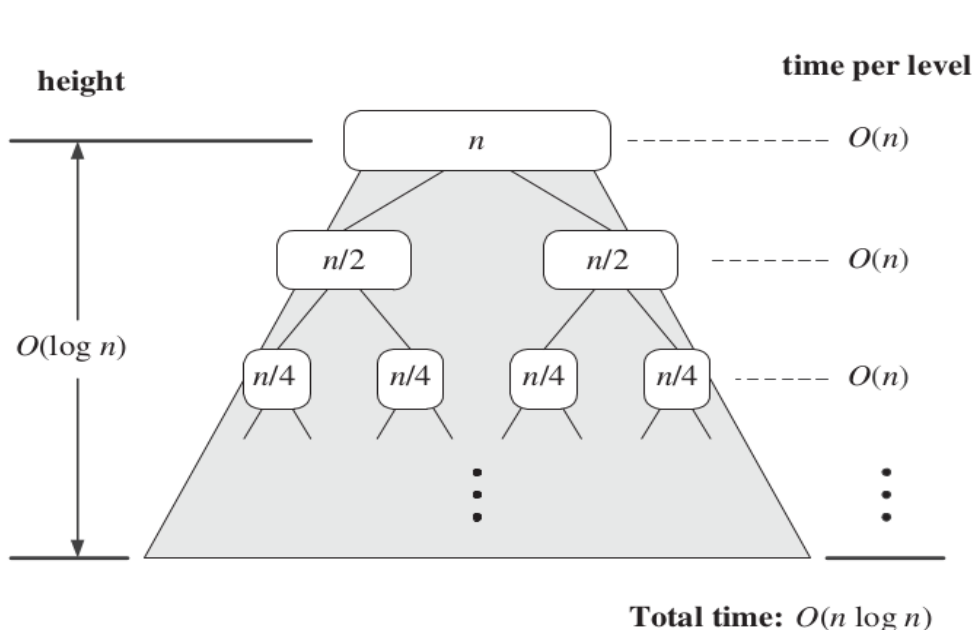 time per level
height
n
O(n)
n/2
n/2
O(n)
O(log n)
n/4
n/4
n/4
n/4
O(n)
Total time: O(n log n)